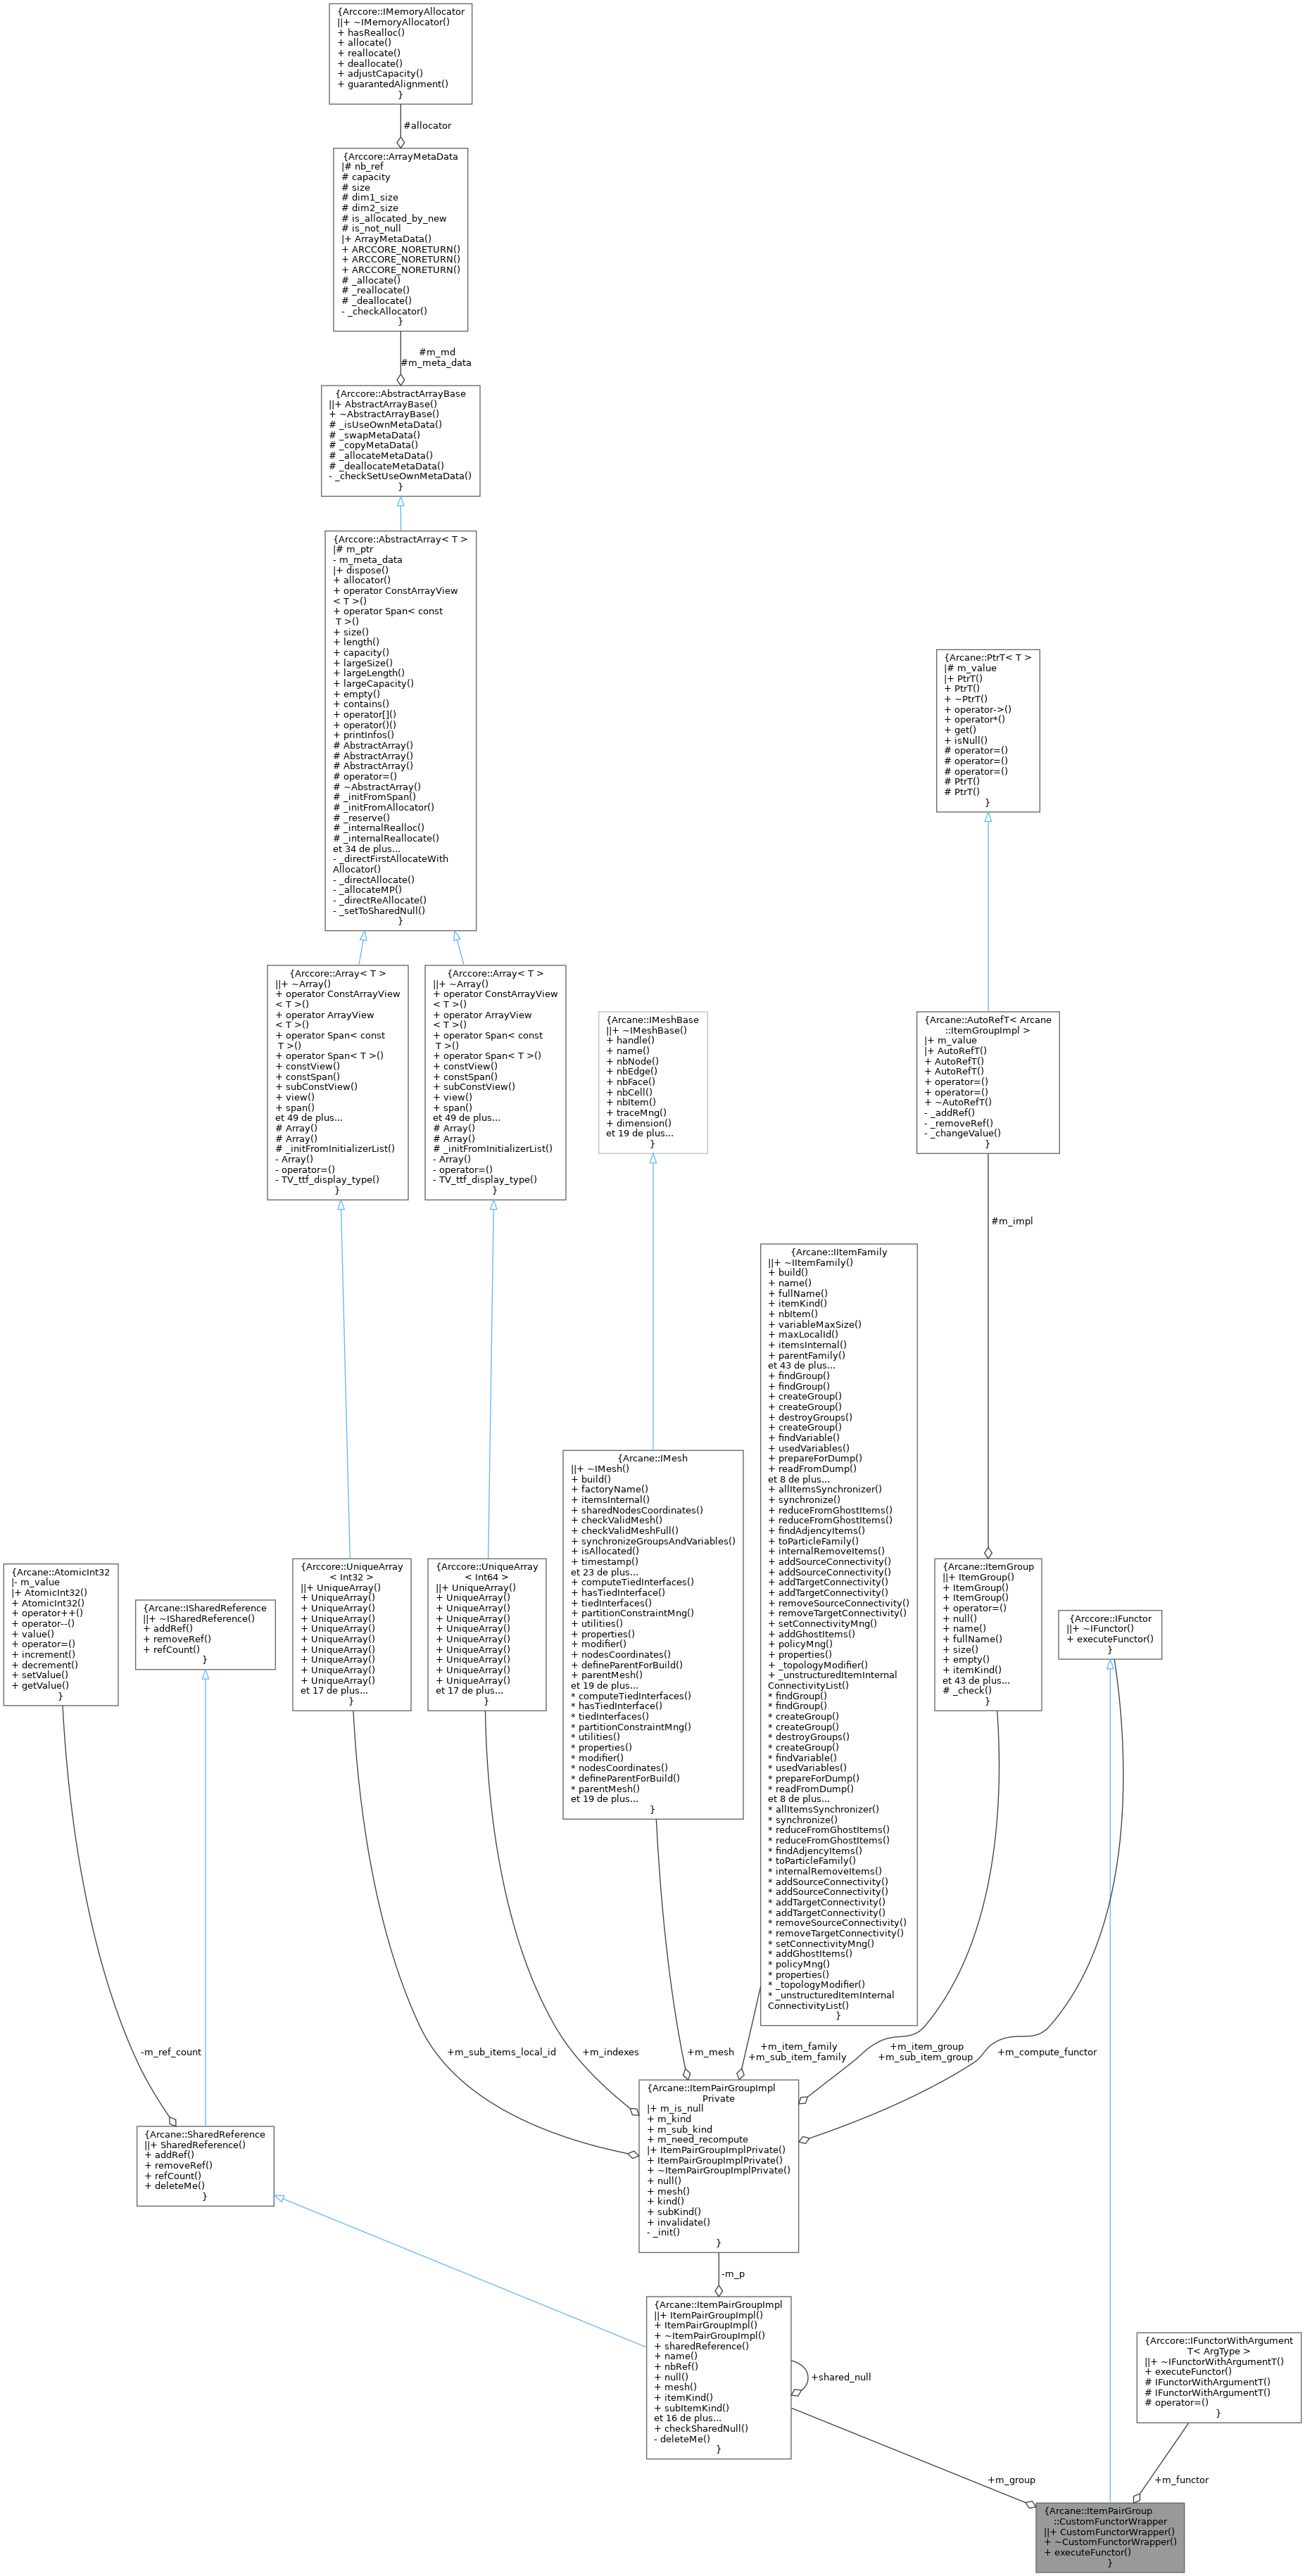 {Arccore::IMemoryAllocator
||+ ~IMemoryAllocator()
+ hasRealloc()
+ allocate()
+ reallocate()
+ deallocate()
+ adjustCapacity()
+ guarantedAlignment()
}
#allocator
{Arccore::ArrayMetaData
|# nb_ref
# capacity
# size
# dim1_size
# dim2_size
# is_allocated_by_new
# is_not_null
|+ ArrayMetaData()
+ ARCCORE_NORETURN()
+ ARCCORE_NORETURN()
+ ARCCORE_NORETURN()
# _allocate()
# _reallocate()
# _deallocate()
- _checkAllocator()
}
#m_md
#m_meta_data
{Arccore::AbstractArrayBase
||+ AbstractArrayBase()
+ ~AbstractArrayBase()
# _isUseOwnMetaData()
# _swapMetaData()
# _copyMetaData()
# _allocateMetaData()
# _deallocateMetaData()
- _checkSetUseOwnMetaData()
}
{Arccore::AbstractArray< T >
|# m_ptr
- m_meta_data
|+ dispose()
+ allocator()
+ operator ConstArrayView
< T >()
+ operator Span< const
 T >()
+ size()
+ length()
+ capacity()
+ largeSize()
+ largeLength()
+ largeCapacity()
+ empty()
+ contains()
+ operator[]()
+ operator()()
+ printInfos()
# AbstractArray()
# AbstractArray()
# AbstractArray()
# operator=()
# ~AbstractArray()
# _initFromSpan()
# _initFromAllocator()
# _reserve()
# _internalRealloc()
# _internalReallocate()
et 34 de plus...
- _directFirstAllocateWith
Allocator()
- _directAllocate()
- _allocateMP()
- _directReAllocate()
- _setToSharedNull()
}
{Arcane::PtrT< T >
|# m_value
|+ PtrT()
+ PtrT()
+ ~PtrT()
+ operator->()
+ operator*()
+ get()
+ isNull()
# operator=()
# operator=()
# operator=()
# PtrT()
# PtrT()
}
{Arccore::Array< T >
||+ ~Array()
+ operator ConstArrayView
< T >()
+ operator ArrayView
< T >()
+ operator Span< const
 T >()
+ operator Span< T >()
+ constView()
+ constSpan()
+ subConstView()
+ view()
+ span()
et 49 de plus...
# Array()
# Array()
# _initFromInitializerList()
- Array()
- operator=()
- TV_ttf_display_type()
}
{Arccore::Array< T >
||+ ~Array()
+ operator ConstArrayView
< T >()
+ operator ArrayView
< T >()
+ operator Span< const
 T >()
+ operator Span< T >()
+ constView()
+ constSpan()
+ subConstView()
+ view()
+ span()
et 49 de plus...
# Array()
# Array()
# _initFromInitializerList()
- Array()
- operator=()
- TV_ttf_display_type()
}
{Arcane::IMeshBase
||+ ~IMeshBase()
+ handle()
+ name()
+ nbNode()
+ nbEdge()
+ nbFace()
+ nbCell()
+ nbItem()
+ traceMng()
+ dimension()
et 19 de plus...
}
{Arcane::AutoRefT< Arcane
::ItemGroupImpl >
|+ m_value
|+ AutoRefT()
+ AutoRefT()
+ AutoRefT()
+ operator=()
+ operator=()
+ ~AutoRefT()
- _addRef()
- _removeRef()
- _changeValue()
}
#m_impl
{Arcane::IItemFamily
||+ ~IItemFamily()
+ build()
+ name()
+ fullName()
+ itemKind()
+ nbItem()
+ variableMaxSize()
+ maxLocalId()
+ itemsInternal()
+ parentFamily()
et 43 de plus...
+ findGroup()
+ findGroup()
+ createGroup()
+ createGroup()
+ destroyGroups()
+ createGroup()
+ findVariable()
+ usedVariables()
+ prepareForDump()
+ readFromDump()
et 8 de plus...
+ allItemsSynchronizer()
+ synchronize()
+ reduceFromGhostItems()
+ reduceFromGhostItems()
+ findAdjencyItems()
+ toParticleFamily()
+ internalRemoveItems()
+ addSourceConnectivity()
+ addSourceConnectivity()
+ addTargetConnectivity()
+ addTargetConnectivity()
+ removeSourceConnectivity()
+ removeTargetConnectivity()
+ setConnectivityMng()
+ addGhostItems()
+ policyMng()
+ properties()
+ _topologyModifier()
+ _unstructuredItemInternal
ConnectivityList()
* findGroup()
* findGroup()
* createGroup()
* createGroup()
* destroyGroups()
* createGroup()
* findVariable()
* usedVariables()
* prepareForDump()
* readFromDump()
et 8 de plus...
* allItemsSynchronizer()
* synchronize()
* reduceFromGhostItems()
* reduceFromGhostItems()
* findAdjencyItems()
* toParticleFamily()
* internalRemoveItems()
* addSourceConnectivity()
* addSourceConnectivity()
* addTargetConnectivity()
* addTargetConnectivity()
* removeSourceConnectivity()
* removeTargetConnectivity()
* setConnectivityMng()
* addGhostItems()
* policyMng()
* properties()
* _topologyModifier()
* _unstructuredItemInternal
ConnectivityList()
}
{Arcane::IMesh
||+ ~IMesh()
+ build()
+ factoryName()
+ itemsInternal()
+ sharedNodesCoordinates()
+ checkValidMesh()
+ checkValidMeshFull()
+ synchronizeGroupsAndVariables()
+ isAllocated()
+ timestamp()
et 23 de plus...
+ computeTiedInterfaces()
+ hasTiedInterface()
+ tiedInterfaces()
+ partitionConstraintMng()
+ utilities()
+ properties()
+ modifier()
+ nodesCoordinates()
+ defineParentForBuild()
+ parentMesh()
et 19 de plus...
* computeTiedInterfaces()
* hasTiedInterface()
* tiedInterfaces()
* partitionConstraintMng()
* utilities()
* properties()
* modifier()
* nodesCoordinates()
* defineParentForBuild()
* parentMesh()
et 19 de plus...
}
{Arcane::AtomicInt32
|- m_value
|+ AtomicInt32()
+ AtomicInt32()
+ operator++()
+ operator--()
+ value()
+ operator=()
+ increment()
+ decrement()
+ setValue()
+ getValue()
}
{Arcane::ISharedReference
||+ ~ISharedReference()
+ addRef()
+ removeRef()
+ refCount()
}
{Arccore::UniqueArray
< Int32 >
||+ UniqueArray()
+ UniqueArray()
+ UniqueArray()
+ UniqueArray()
+ UniqueArray()
+ UniqueArray()
+ UniqueArray()
+ UniqueArray()
+ UniqueArray()
+ UniqueArray()
et 17 de plus...
}
{Arccore::UniqueArray
< Int64 >
||+ UniqueArray()
+ UniqueArray()
+ UniqueArray()
+ UniqueArray()
+ UniqueArray()
+ UniqueArray()
+ UniqueArray()
+ UniqueArray()
+ UniqueArray()
+ UniqueArray()
et 17 de plus...
}
{Arcane::ItemGroup
||+ ItemGroup()
+ ItemGroup()
+ ItemGroup()
+ operator=()
+ null()
+ name()
+ fullName()
+ size()
+ empty()
+ itemKind()
et 43 de plus...
# _check()
}
{Arccore::IFunctor
||+ ~IFunctor()
+ executeFunctor()
}
-m_ref_count
+m_sub_items_local_id
+m_indexes
+m_mesh
+m_item_family
+m_sub_item_family
+m_item_group
+m_sub_item_group
+m_compute_functor
{Arcane::SharedReference
||+ SharedReference()
+ addRef()
+ removeRef()
+ refCount()
+ deleteMe()
}
{Arcane::ItemPairGroupImpl
Private
|+ m_is_null
+ m_kind
+ m_sub_kind
+ m_need_recompute
|+ ItemPairGroupImplPrivate()
+ ItemPairGroupImplPrivate()
+ ~ItemPairGroupImplPrivate()
+ null()
+ mesh()
+ kind()
+ subKind()
+ invalidate()
- _init()
}
-m_p
{Arcane::ItemPairGroupImpl
||+ ItemPairGroupImpl()
+ ItemPairGroupImpl()
+ ~ItemPairGroupImpl()
+ sharedReference()
+ name()
+ nbRef()
+ null()
+ mesh()
+ itemKind()
+ subItemKind()
et 16 de plus...
+ checkSharedNull()
- deleteMe()
}
+shared_null
{Arccore::IFunctorWithArgument
T< ArgType >
||+ ~IFunctorWithArgumentT()
+ executeFunctor()
# IFunctorWithArgumentT()
# IFunctorWithArgumentT()
# operator=()
}
+m_group
+m_functor
{Arcane::ItemPairGroup
::CustomFunctorWrapper
||+ CustomFunctorWrapper()
+ ~CustomFunctorWrapper()
+ executeFunctor()
}